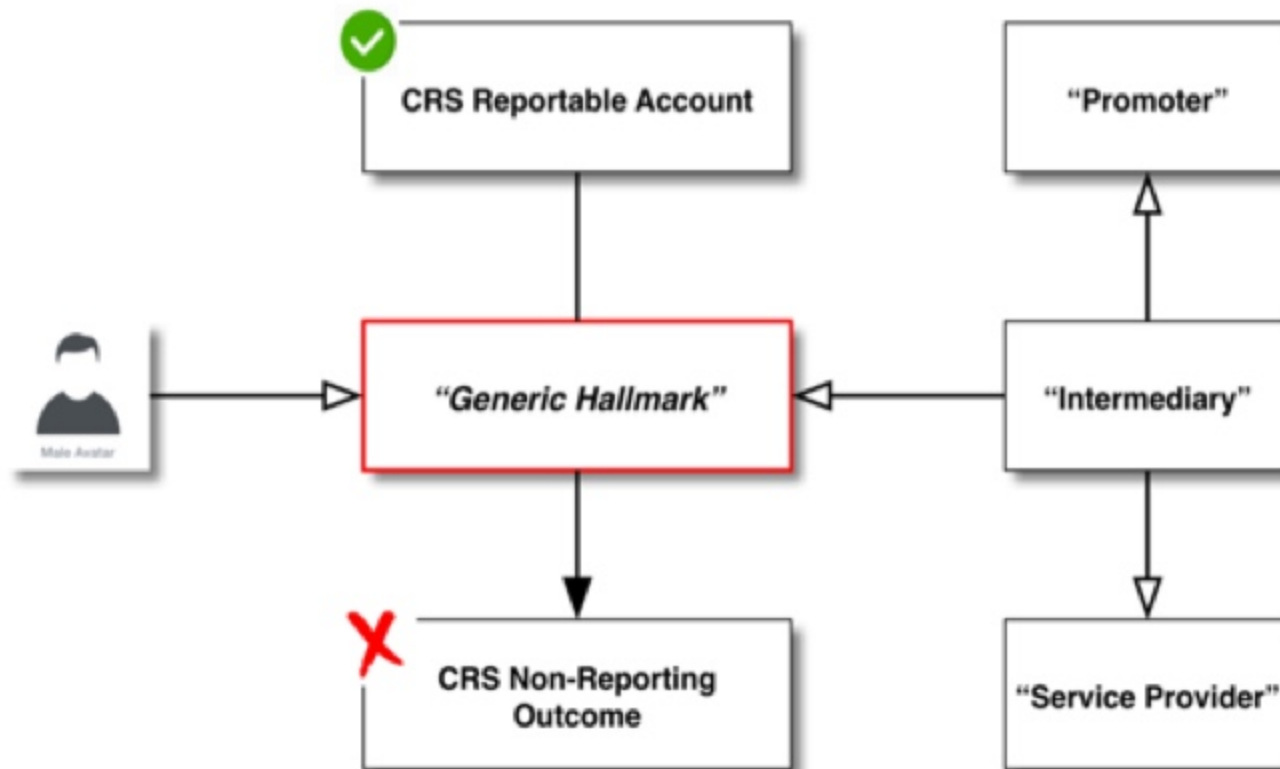 CRS Reportable Account
“Promoter”
Male Avatar
“Generic Hallmark”
“Intermediary”
CRS Non-Reporting
Outcome
“Service Provider”